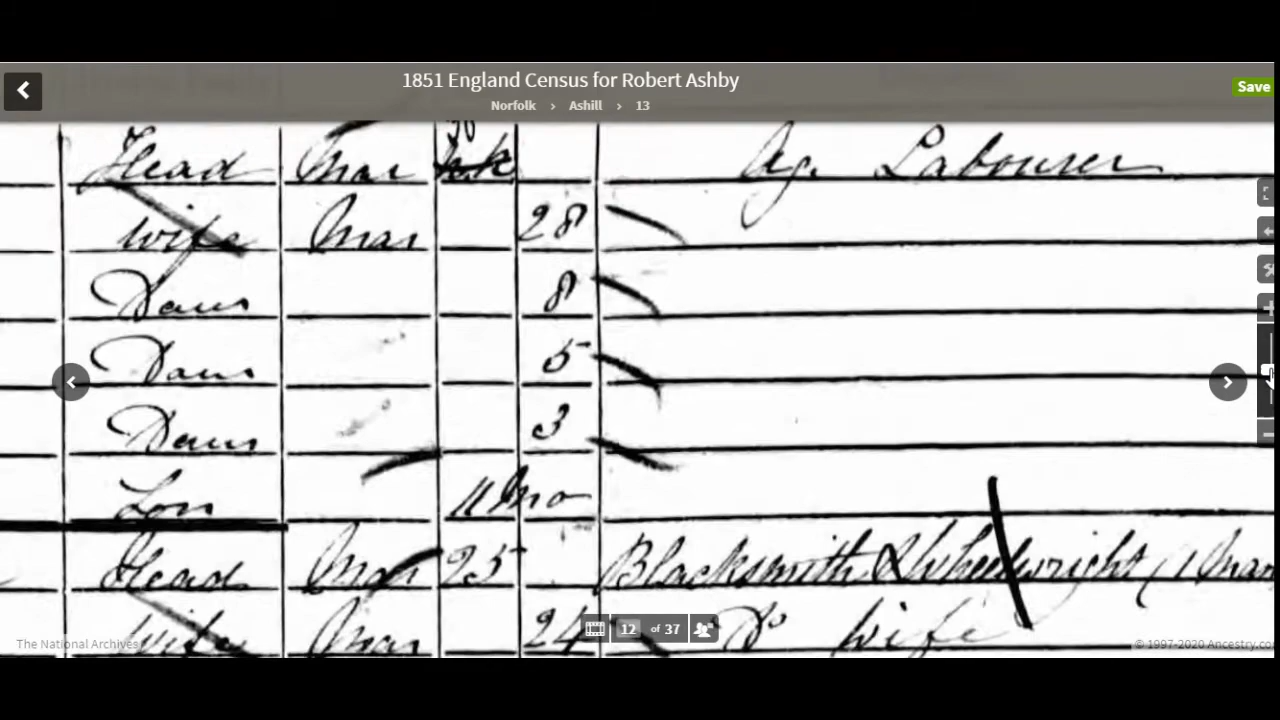 1851 England Census for Robert Ashby
Save
Norfolk > Ashill > 13
Head Mar Ag. Labourer
Wife Mar 28
Daur 8
Daur 5
Daur 3
Son 11 Mo
Head Mar 25 Blacksmith & Wheelwright (1 Man
Wife Mar 24 Do Wife
12 of 37
The National Archives
© 1997-2020 Ancestry.co